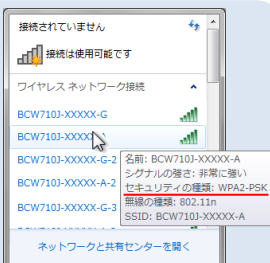 接続されていません
接続は使用可能です
ワイヤレス ネットワーク接続
BCW710J-XXXXX-G
BCW710J-XXXXX-A
BCW710J-XXXXX-G-2
BCW710J-XXXXX-A-2
BCW710J-XXXXX-G-3
名前: BCW710J-XXXXX-A
シグナルの強さ: 非常に強い
セキュリティの種類: WPA2-PSK
無線の種類: 802.11n
SSID: BCW710J-XXXXX-A
ネットワークと共有センターを開く